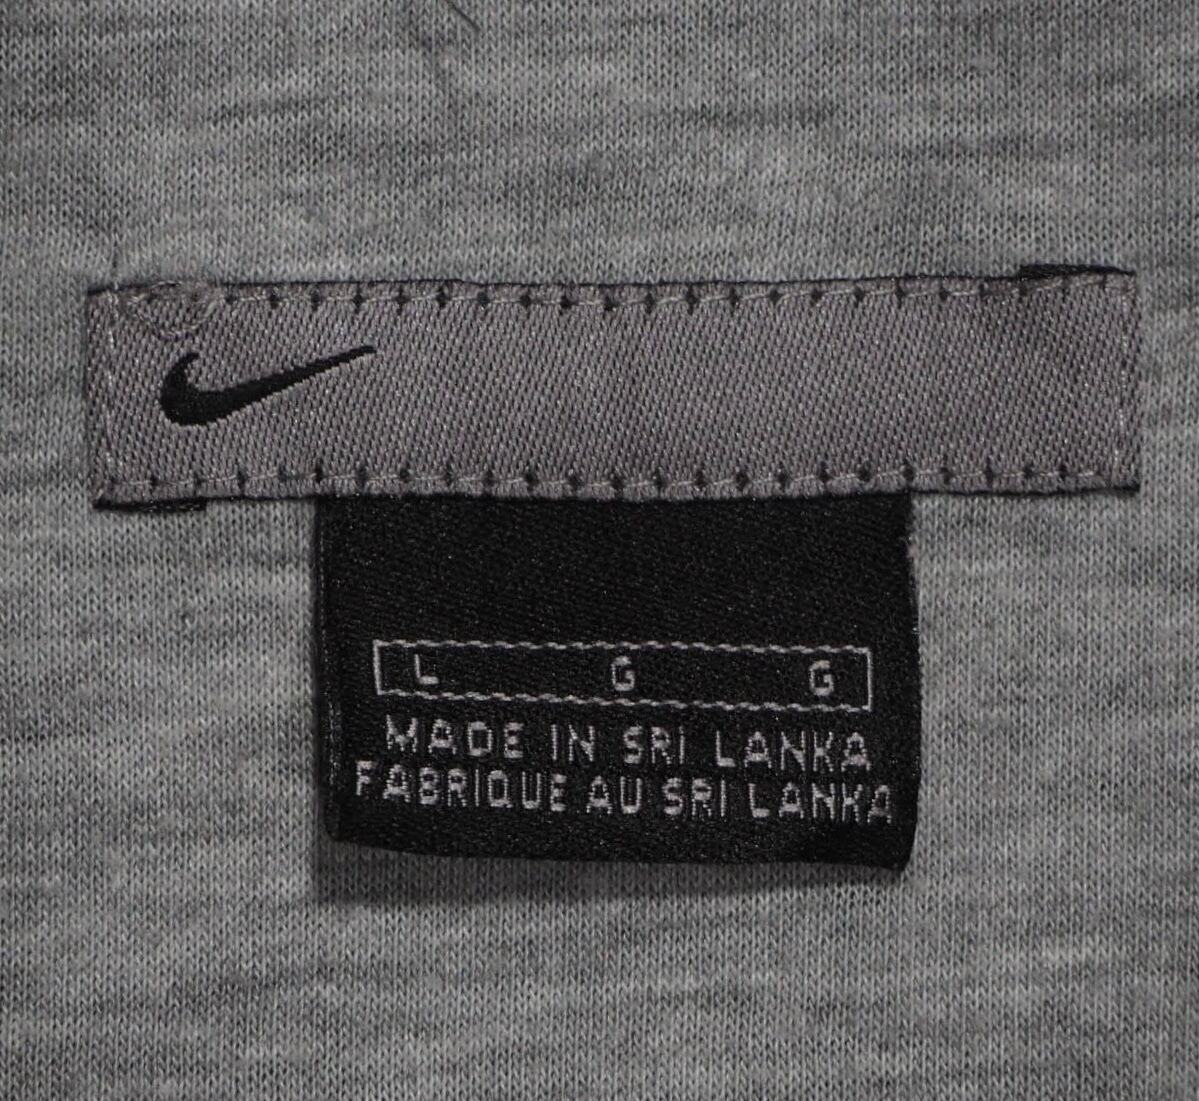 L G G
MADE IN SRI LANKA
FABRIQUE AU SRI LANKA